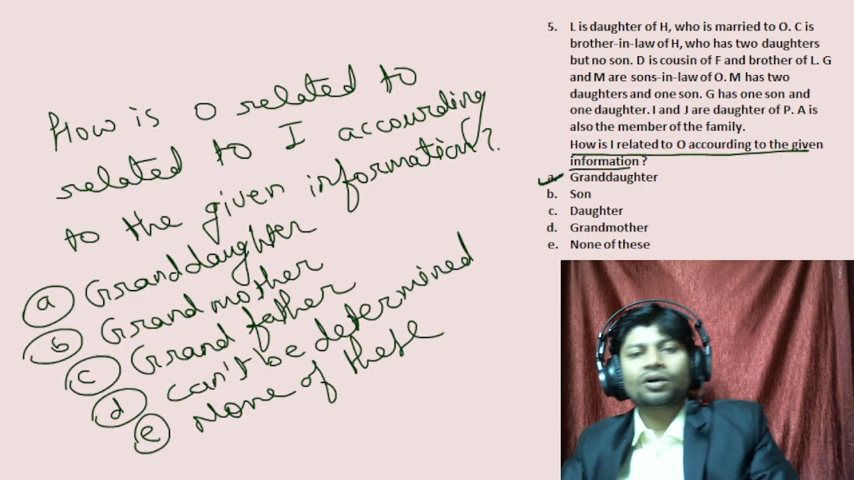 How is O related to
related to I accourding
to the given information?
a Granddaughter
b Grand mother
c Grand father
d can't be determined
e None of these
5. L is daughter of H, who is married to O. C is
brother-in-law of H, who has two daughters
but no son. D is cousin of F and brother of L. G
and M are sons-in-law of O. M has two
daughters and one son. G has one son and
one daughter. I and J are daughter of P. A is
also the member of the family.
How is I related to O accourding to the given
information ?
a. Granddaughter
b. Son
c. Daughter
d. Grandmother
e. None of these